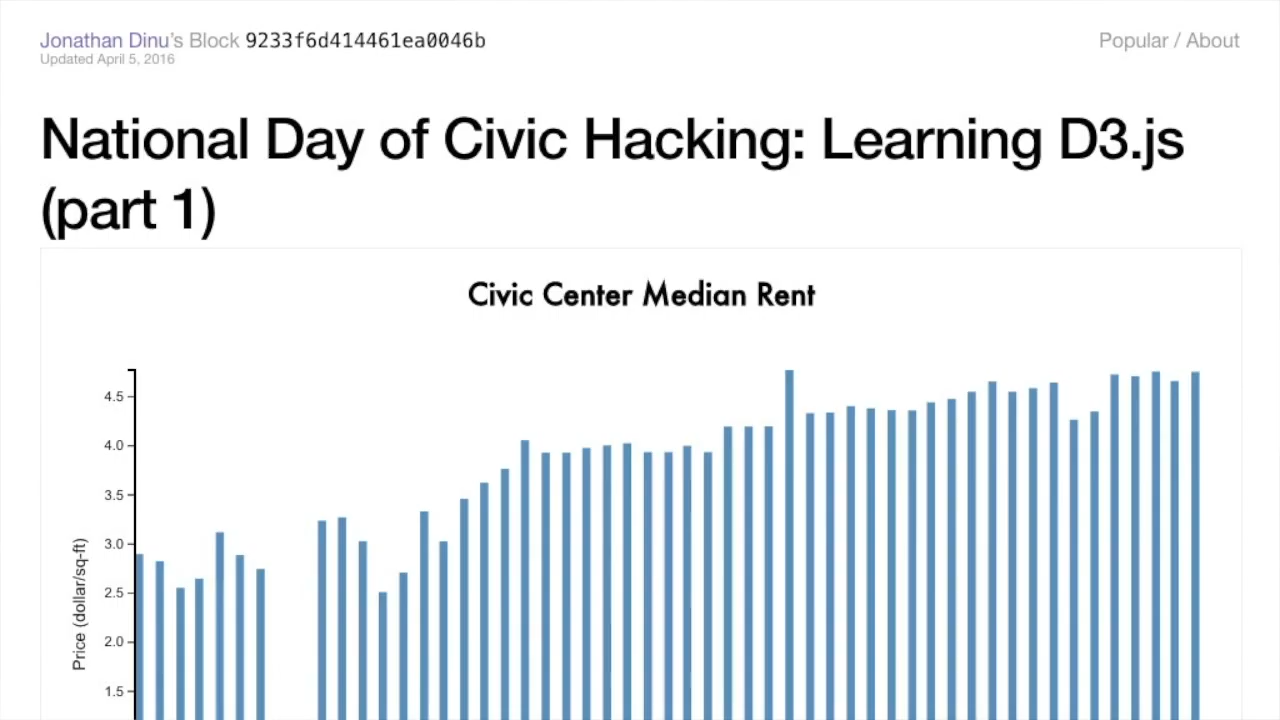 Jonathan Dinu's Block 9233f6d414461ea0046b
Popular / About
Updated April 5, 2016
National Day of Civic Hacking: Learning D3.js
(part 1)
Civic Center Median Rent
4.5
4.0
3.5
3.0
2.5
2.0
1.5
Price (dollar/sq-ft)